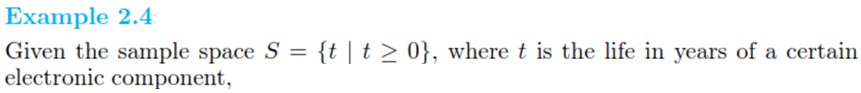 Example 2.4:
Given the sample space S = {t | t ≥ 0}, where t is the life in years of a certain
electronic component,